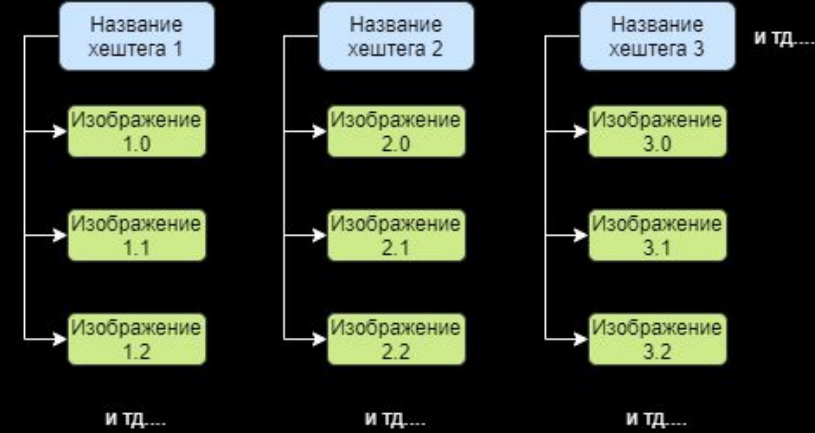 Название
хештега 1
Название
хештега 2
Название
хештега 3
и тд....
Изображение
1.0
Изображение
2.0
Изображение
3.0
Изображение
1.1
Изображение
2.1
Изображение
3.1
Изображение
1.2
Изображение
2.2
Изображение
3.2
и тд....
и тд....
и тд....